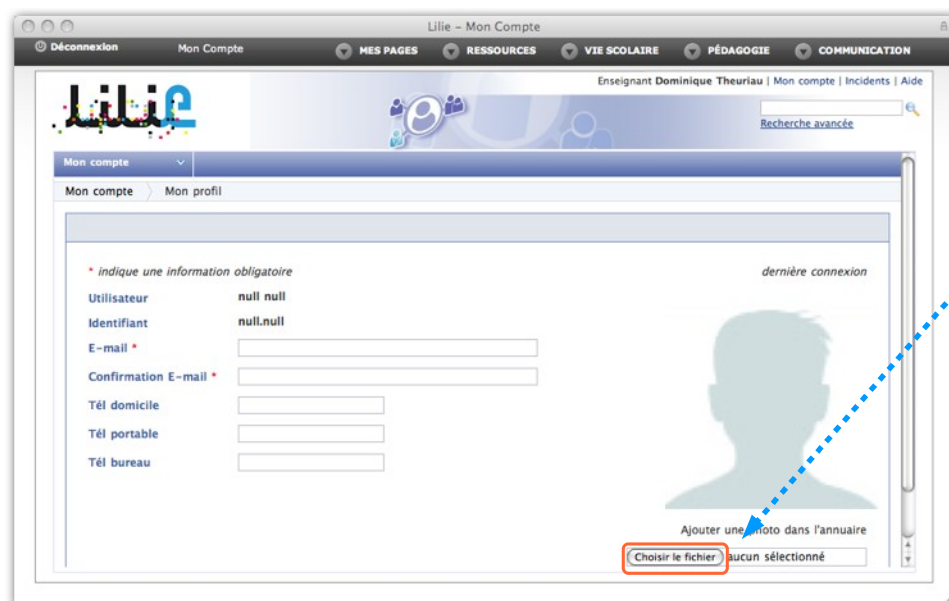 Lilie – Mon Compte
Déconnexion Mon Compte MES PAGES RESSOURCES VIE SCOLAIRE PÉDAGOGIE COMMUNICATION
Enseignant Dominique Theuriau | Mon compte | Incidents | Aide
LiLiE
Recherche avancée
Mon compte
Mon compte Mon profil
* indique une information obligatoire dernière connexion
Utilisateur null null
Identifiant null.null
E-mail *
Confirmation E-mail *
Tél domicile
Tél portable
Tél bureau
Ajouter une photo dans l'annuaire
Choisir le fichier aucun sélectionné